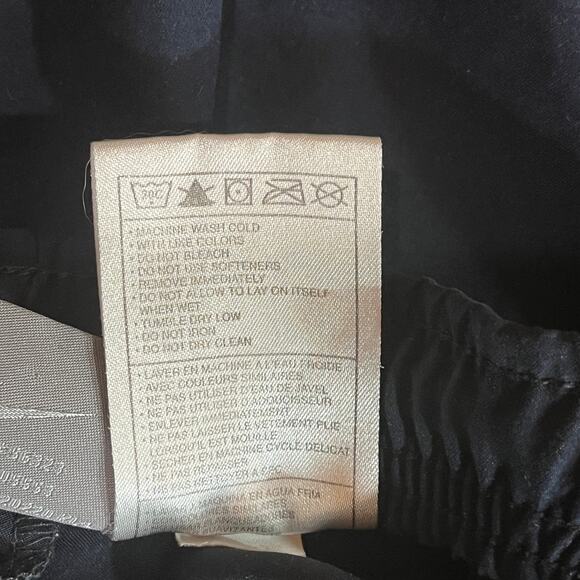 • MACHINE WASH COLD
• WITH LIKE COLORS
• DO NOT BLEACH
• DO NOT USE SOFTENERS
• REMOVE IMMEDIATELY
• DO NOT ALLOW TO LAY ON ITSELF
WHEN WET
• TUMBLE DRY LOW
• DO NOT IRON
• DO NOT DRY CLEAN
• LAVER EN MACHINE A L'EAU FROIDE
• AVEC COULEURS SIMILAIRES
• NE PAS UTILISER D'EAU DE JAVEL
• NE PAS UTILISER D'ADOUCISSEUR
• ENLEVER IMMEDIATEMENT
• NE PAS LAISSER LE VETEMENT PLIE
LORSQU'IL EST MOUILLE
• SECHER EN MACHINE CYCLE DELICAT
• NE PAS REPASSER
• NE PAS NETTOYER A SEC
EN AGUA FRIA
SIMILARES